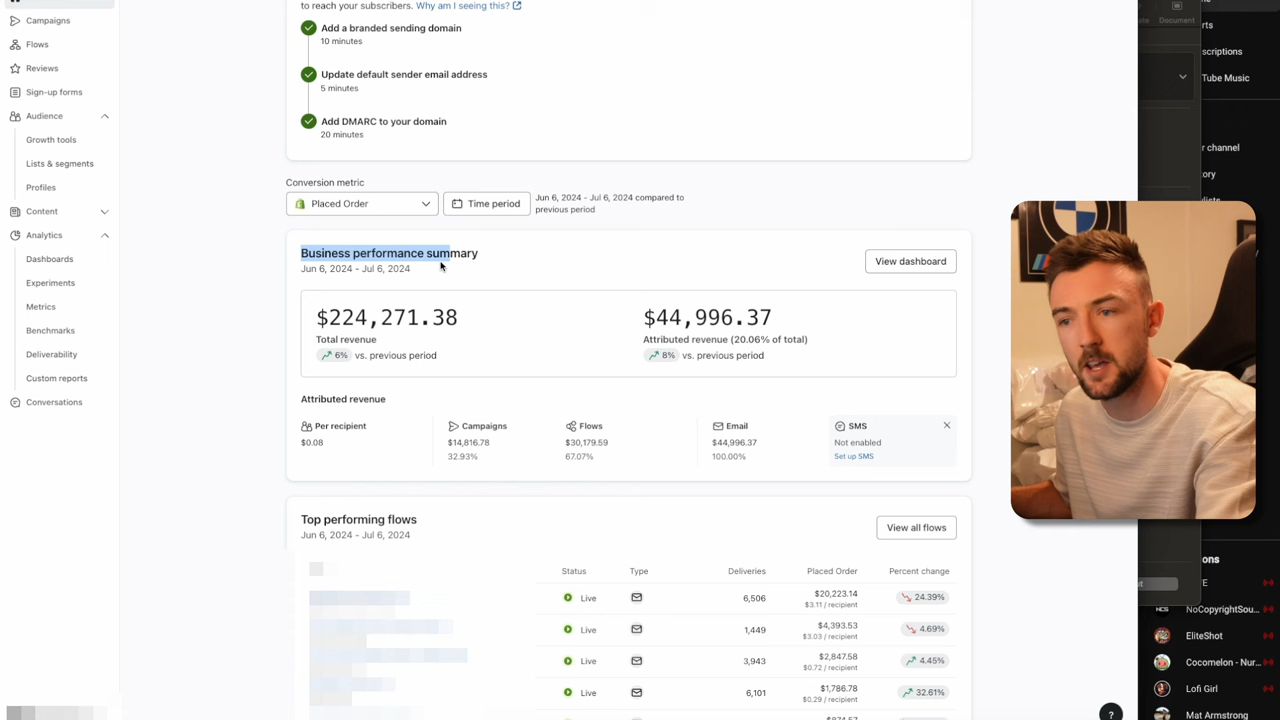 to reach your subscribers. Why am I seeing this?
Campaigns
Flows
Reviews
Sign-up forms
Audience
Growth tools
Lists & segments
Profiles
Content
Analytics
Dashboards
Experiments
Metrics
Benchmarks
Deliverability
Custom reports
Conversations
Add a branded sending domain
10 minutes
Update default sender email address
5 minutes
Add DMARC to your domain
20 minutes
Conversion metric
Placed Order
Time period
Jun 6, 2024 - Jul 6, 2024 compared to
previous period
Business performance summary
Jun 6, 2024 - Jul 6, 2024
View dashboard
$224,271.38
Total revenue
6% vs. previous period
$44,996.37
Attributed revenue (20.06% of total)
8% vs. previous period
Attributed revenue
Per recipient
$0.08
Campaigns
$14,816.78
32.93%
Flows
$30,179.59
67.07%
Email
$44,996.37
100.00%
SMS
Not enabled
Set up SMS
Top performing flows
Jun 6, 2024 - Jul 6, 2024
View all flows
Status Type Deliveries Placed Order Percent change
Live 6,506 $20,223.14 24.39%
$3.11 / recipient
Live 1,449 $4,393.53 4.69%
$3.03 / recipient
Live 3,943 $2,847.58 4.45%
$0.72 / recipient
Live 6,101 $1,786.78 32.61%
$0.29 / recipient
?
Document
rts
scriptions
Tube Music
r channel
ory
ons
NoCopyrightSou...
EliteShot
Cocomelon - Nur...
Lofi Girl
Mat Armstrong
BMW
NCS